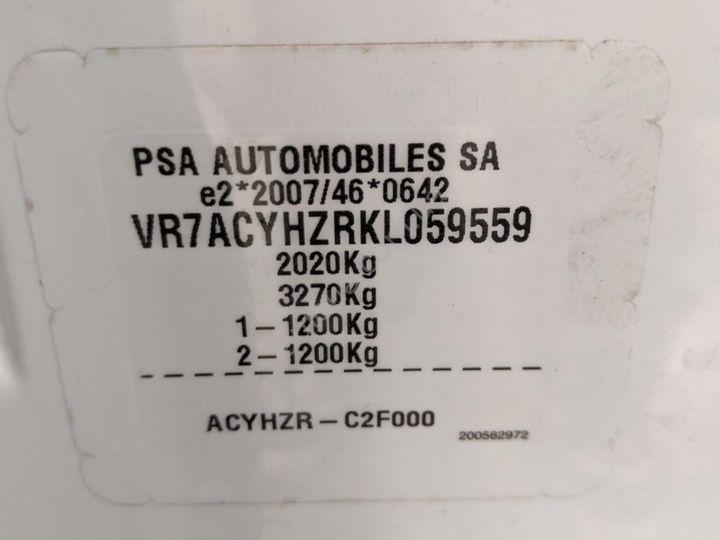 PSA AUTOMOBILES SA
e2*2007/46*0642
VR7ACYHZRKL059559
2020Kg
3270Kg
1-1200Kg
2-1200Kg
ACYHZR-C2F000
200562972